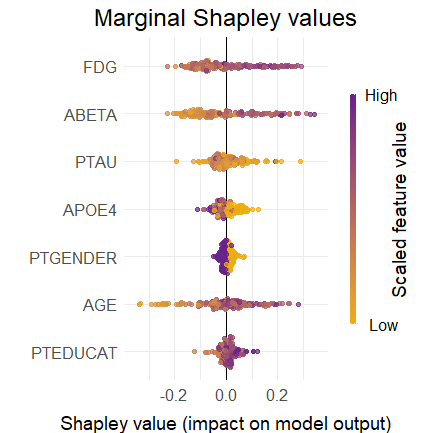 Marginal Shapley values
FDG
ABETA
PTAU
APOE4
PTGENDER
AGE
PTEDUCAT
-0.2 0.0 0.2
Shapley value (impact on model output)
High
Scaled feature value
Low